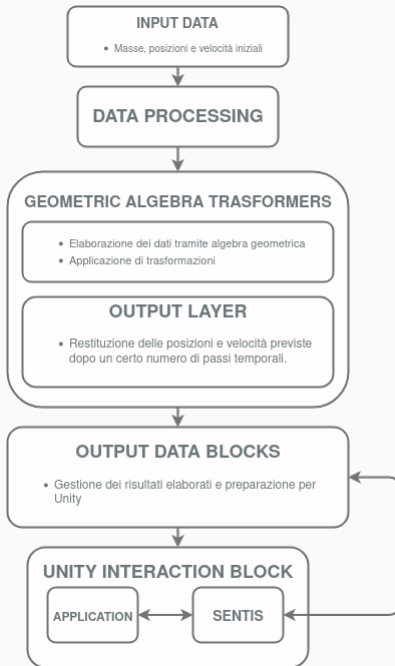 INPUT DATA
• Masse, posizioni e velocità iniziali
DATA PROCESSING
GEOMETRIC ALGEBRA TRASFORMERS
• Elaborazione dei dati tramite algebra geometrica
• Applicazione di trasformazioni
OUTPUT LAYER
• Restituzione delle posizioni e velocità previste
dopo un certo numero di passi temporali.
OUTPUT DATA BLOCKS
• Gestione dei risultati elaborati e preparazione per
Unity
UNITY INTERACTION BLOCK
APPLICATION
SENTIS